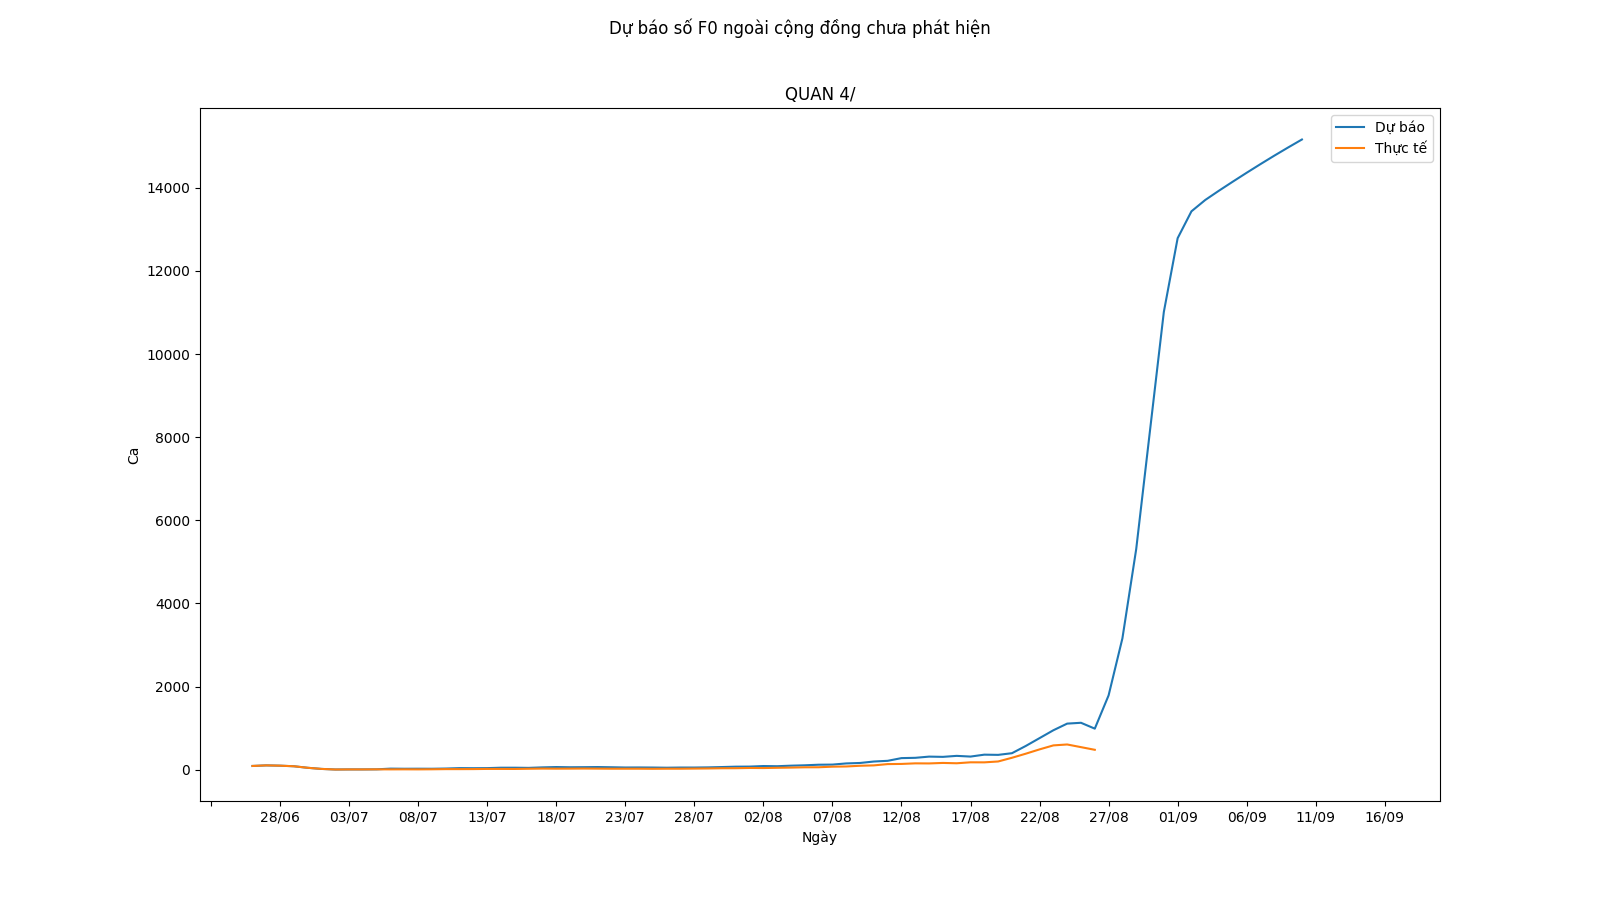 Dự báo số F0 ngoài cộng đồng chưa phát hiện
QUAN 4/
Dự báo
Thực tế
14000
12000
10000
8000
6000
4000
2000
0
Ca
28/06 03/07 08/07 13/07 18/07 23/07 28/07 02/08 07/08 12/08 17/08 22/08 27/08 01/09 06/09 11/09 16/09
Ngày